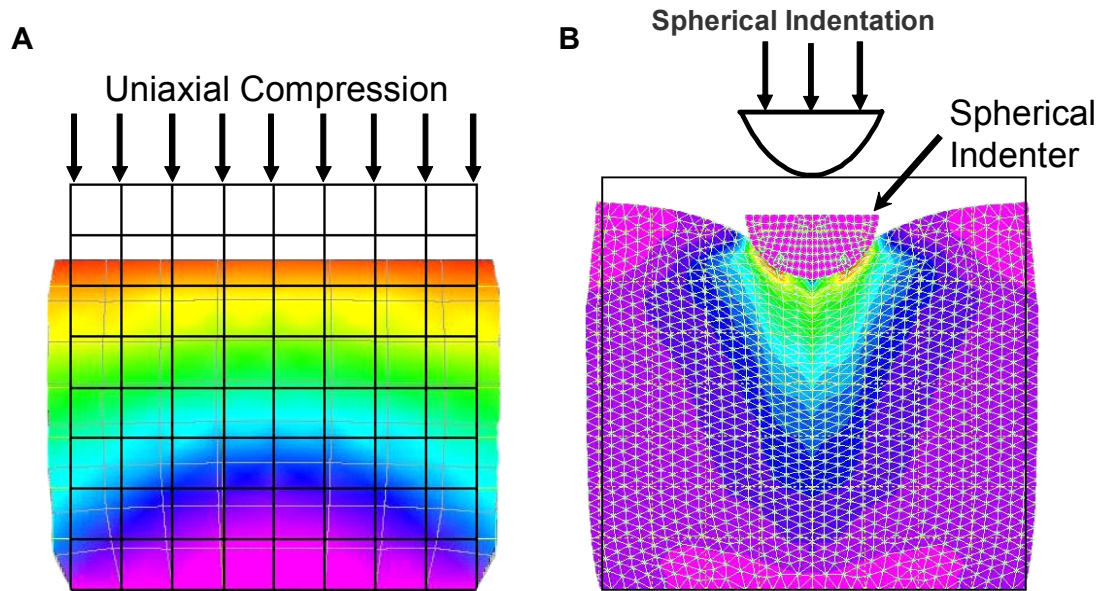 A
Uniaxial Compression
B
Spherical Indentation
Spherical
Indenter